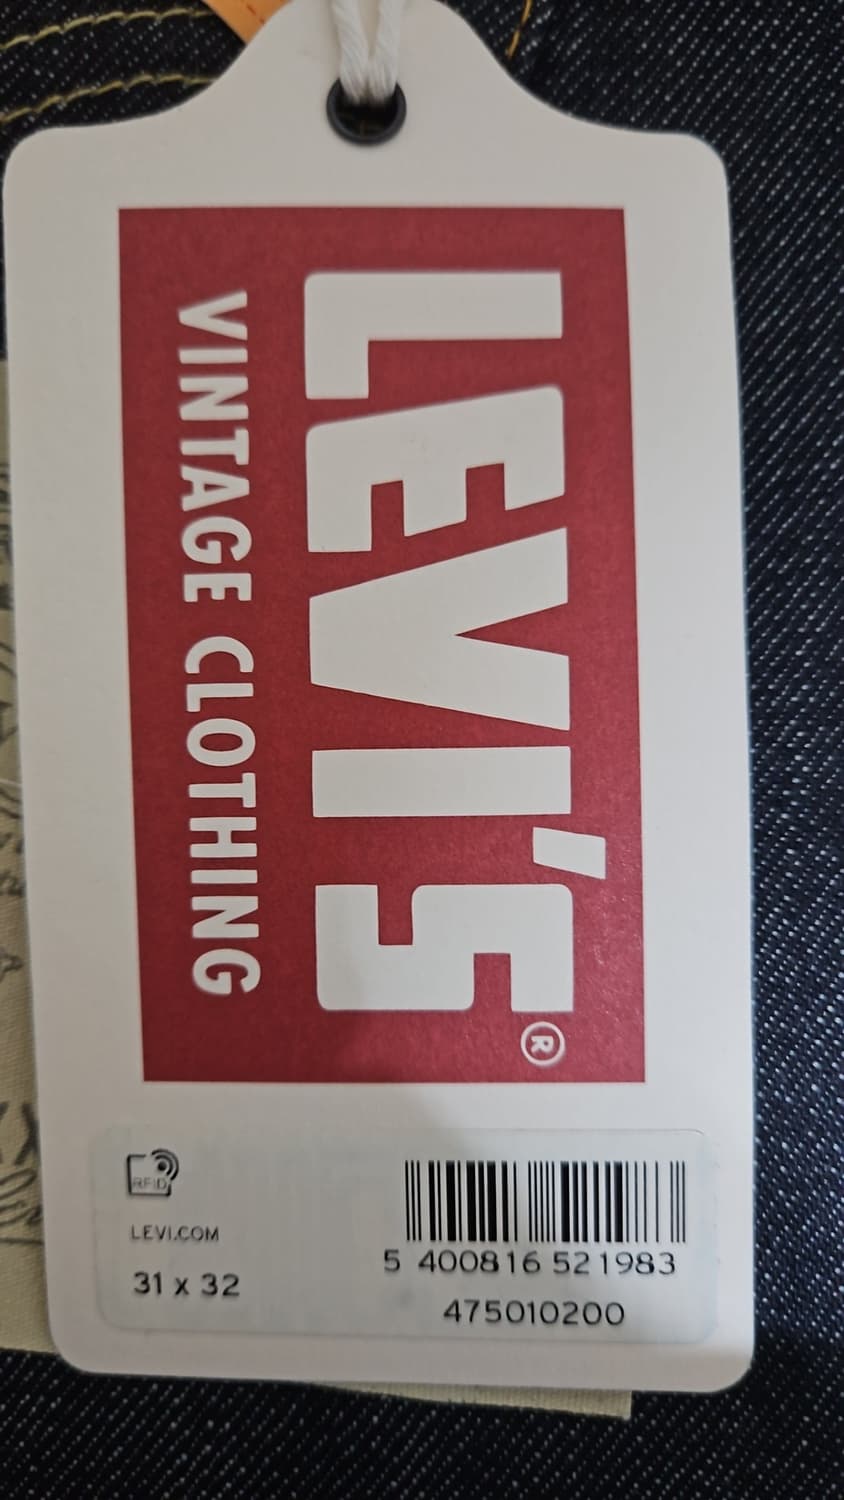 LEVI'S®
VINTAGE CLOTHING
RFID
LEVI.COM
31 x 32
5 400816 521983
475010200